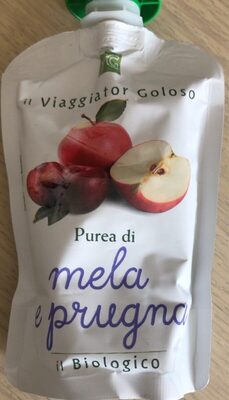 il Viaggiator Goloso
Purea di
mela
e prugna
il Biologico